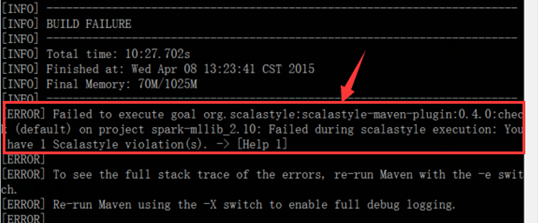 [INFO] ------------------------------------------------------------------------
[INFO] BUILD FAILURE
[INFO] ------------------------------------------------------------------------
[INFO] Total time: 10:27.702s
[INFO] Finished at: Wed Apr 08 13:23:41 CST 2015
[INFO] Final Memory: 70M/1025M
[INFO] ------------------------------------------------------------------------
[ERROR] Failed to execute goal org.scalastyle:scalastyle-maven-plugin:0.4.0:chec
k (default) on project spark-mllib_2.10: Failed during scalastyle execution: You
have 1 Scalastyle violation(s). -> [Help 1]
[ERROR]
[ERROR] To see the full stack trace of the errors, re-run Maven with the -e swit
ch.
[ERROR] Re-run Maven using the -X switch to enable full debug logging.
[ERROR]